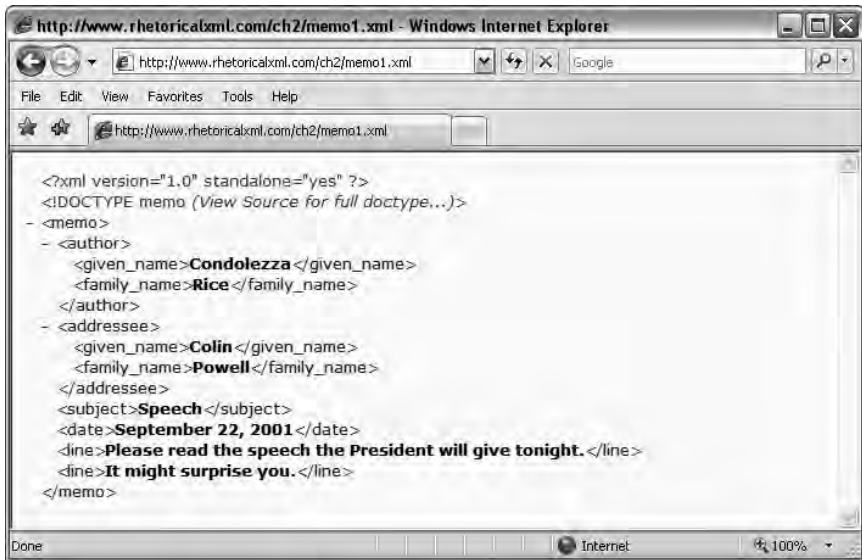 http://www.rhetoricalxml.com/ch2/memo1.xml - Windows Internet Explorer
http://www.rhetoricalxml.com/ch2/memo1.xml
Google
File Edit View Favorites Tools Help
http://www.rhetoricalxml.com/ch2/memo1.xml
<?xml version="1.0" standalone="yes" ?>
<!DOCTYPE memo (View Source for full doctype...)>
- <memo>
- <author>
<given_name>Condolezza</given_name>
<family_name>Rice</family_name>
</author>
- <addressee>
<given_name>Colin</given_name>
<family_name>Powell</family_name>
</addressee>
<subject>Speech</subject>
<date>September 22, 2001</date>
<line>Please read the speech the President will give tonight.</line>
<line>It might surprise you.</line>
</memo>
Done Internet 100%